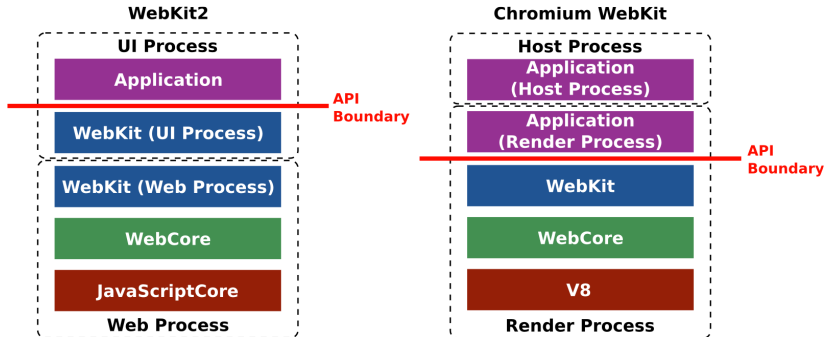 WebKit2
UI Process
Application
API
Boundary
WebKit (UI Process)
WebKit (Web Process)
WebCore
JavaScriptCore
Web Process
Chromium WebKit
Host Process
Application
(Host Process)
Application
(Render Process)
API
Boundary
WebKit
WebCore
V8
Render Process